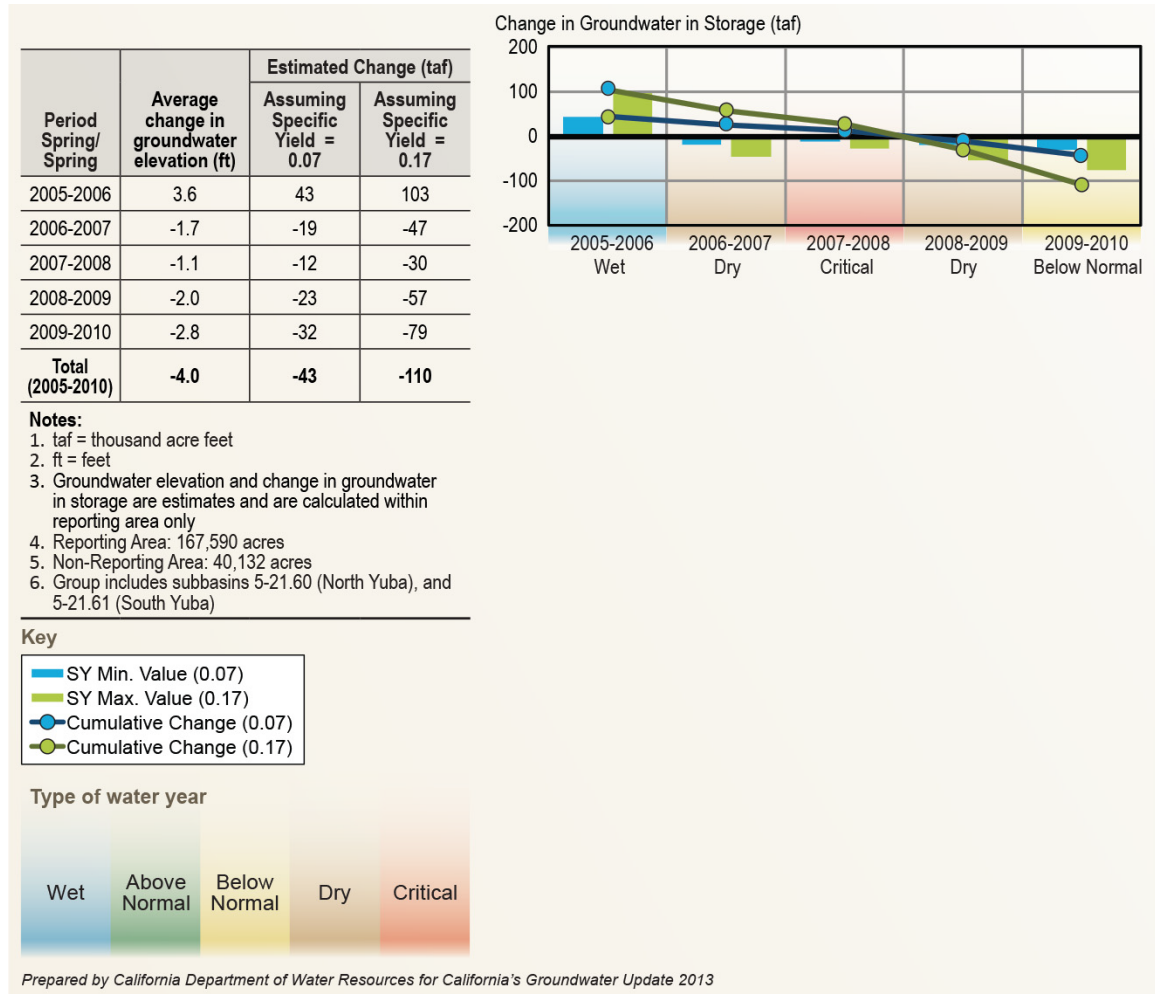 Period Spring/ Spring
Average change in groundwater elevation (ft)
Estimated Change (taf)
Assuming Specific Yield = 0.07
Assuming Specific Yield = 0.17
2005-2006 3.6 43 103
2006-2007 -1.7 -19 -47
2007-2008 -1.1 -12 -30
2008-2009 -2.0 -23 -57
2009-2010 -2.8 -32 -79
Total (2005-2010) -4.0 -43 -110
Notes:
1. taf = thousand acre feet
2. ft = feet
3. Groundwater elevation and change in groundwater
in storage are estimates and are calculated within
reporting area only
4. Reporting Area: 167,590 acres
5. Non-Reporting Area: 40,132 acres
6. Group includes subbasins 5-21.60 (North Yuba), and
5-21.61 (South Yuba)
Change in Groundwater in Storage (taf)
200
100
0
-100
-200
2005-2006 2006-2007 2007-2008 2008-2009 2009-2010
Wet Dry Critical Dry Below Normal
Key
SY Min. Value (0.07)
SY Max. Value (0.17)
Cumulative Change (0.07)
Cumulative Change (0.17)
Type of water year
Wet
Above
Normal
Below
Normal
Dry
Critical
Prepared by California Department of Water Resources for California's Groundwater Update 2013